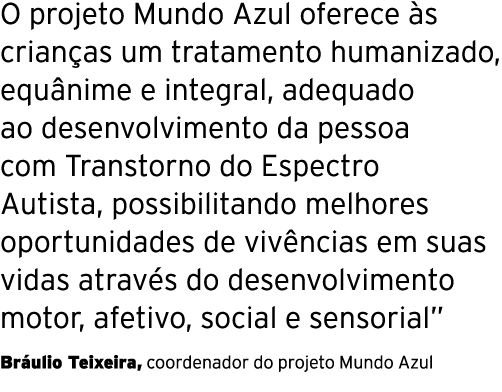 O projeto Mundo Azul oferece às
crianças um tratamento humanizado,
equânime e integral, adequado
ao desenvolvimento da pessoa
com Transtorno do Espectro
Autista, possibilitando melhores
oportunidades de vivências em suas
vidas através do desenvolvimento
motor, afetivo, social e sensorial”
Bráulio Teixeira, coordenador do projeto Mundo Azul